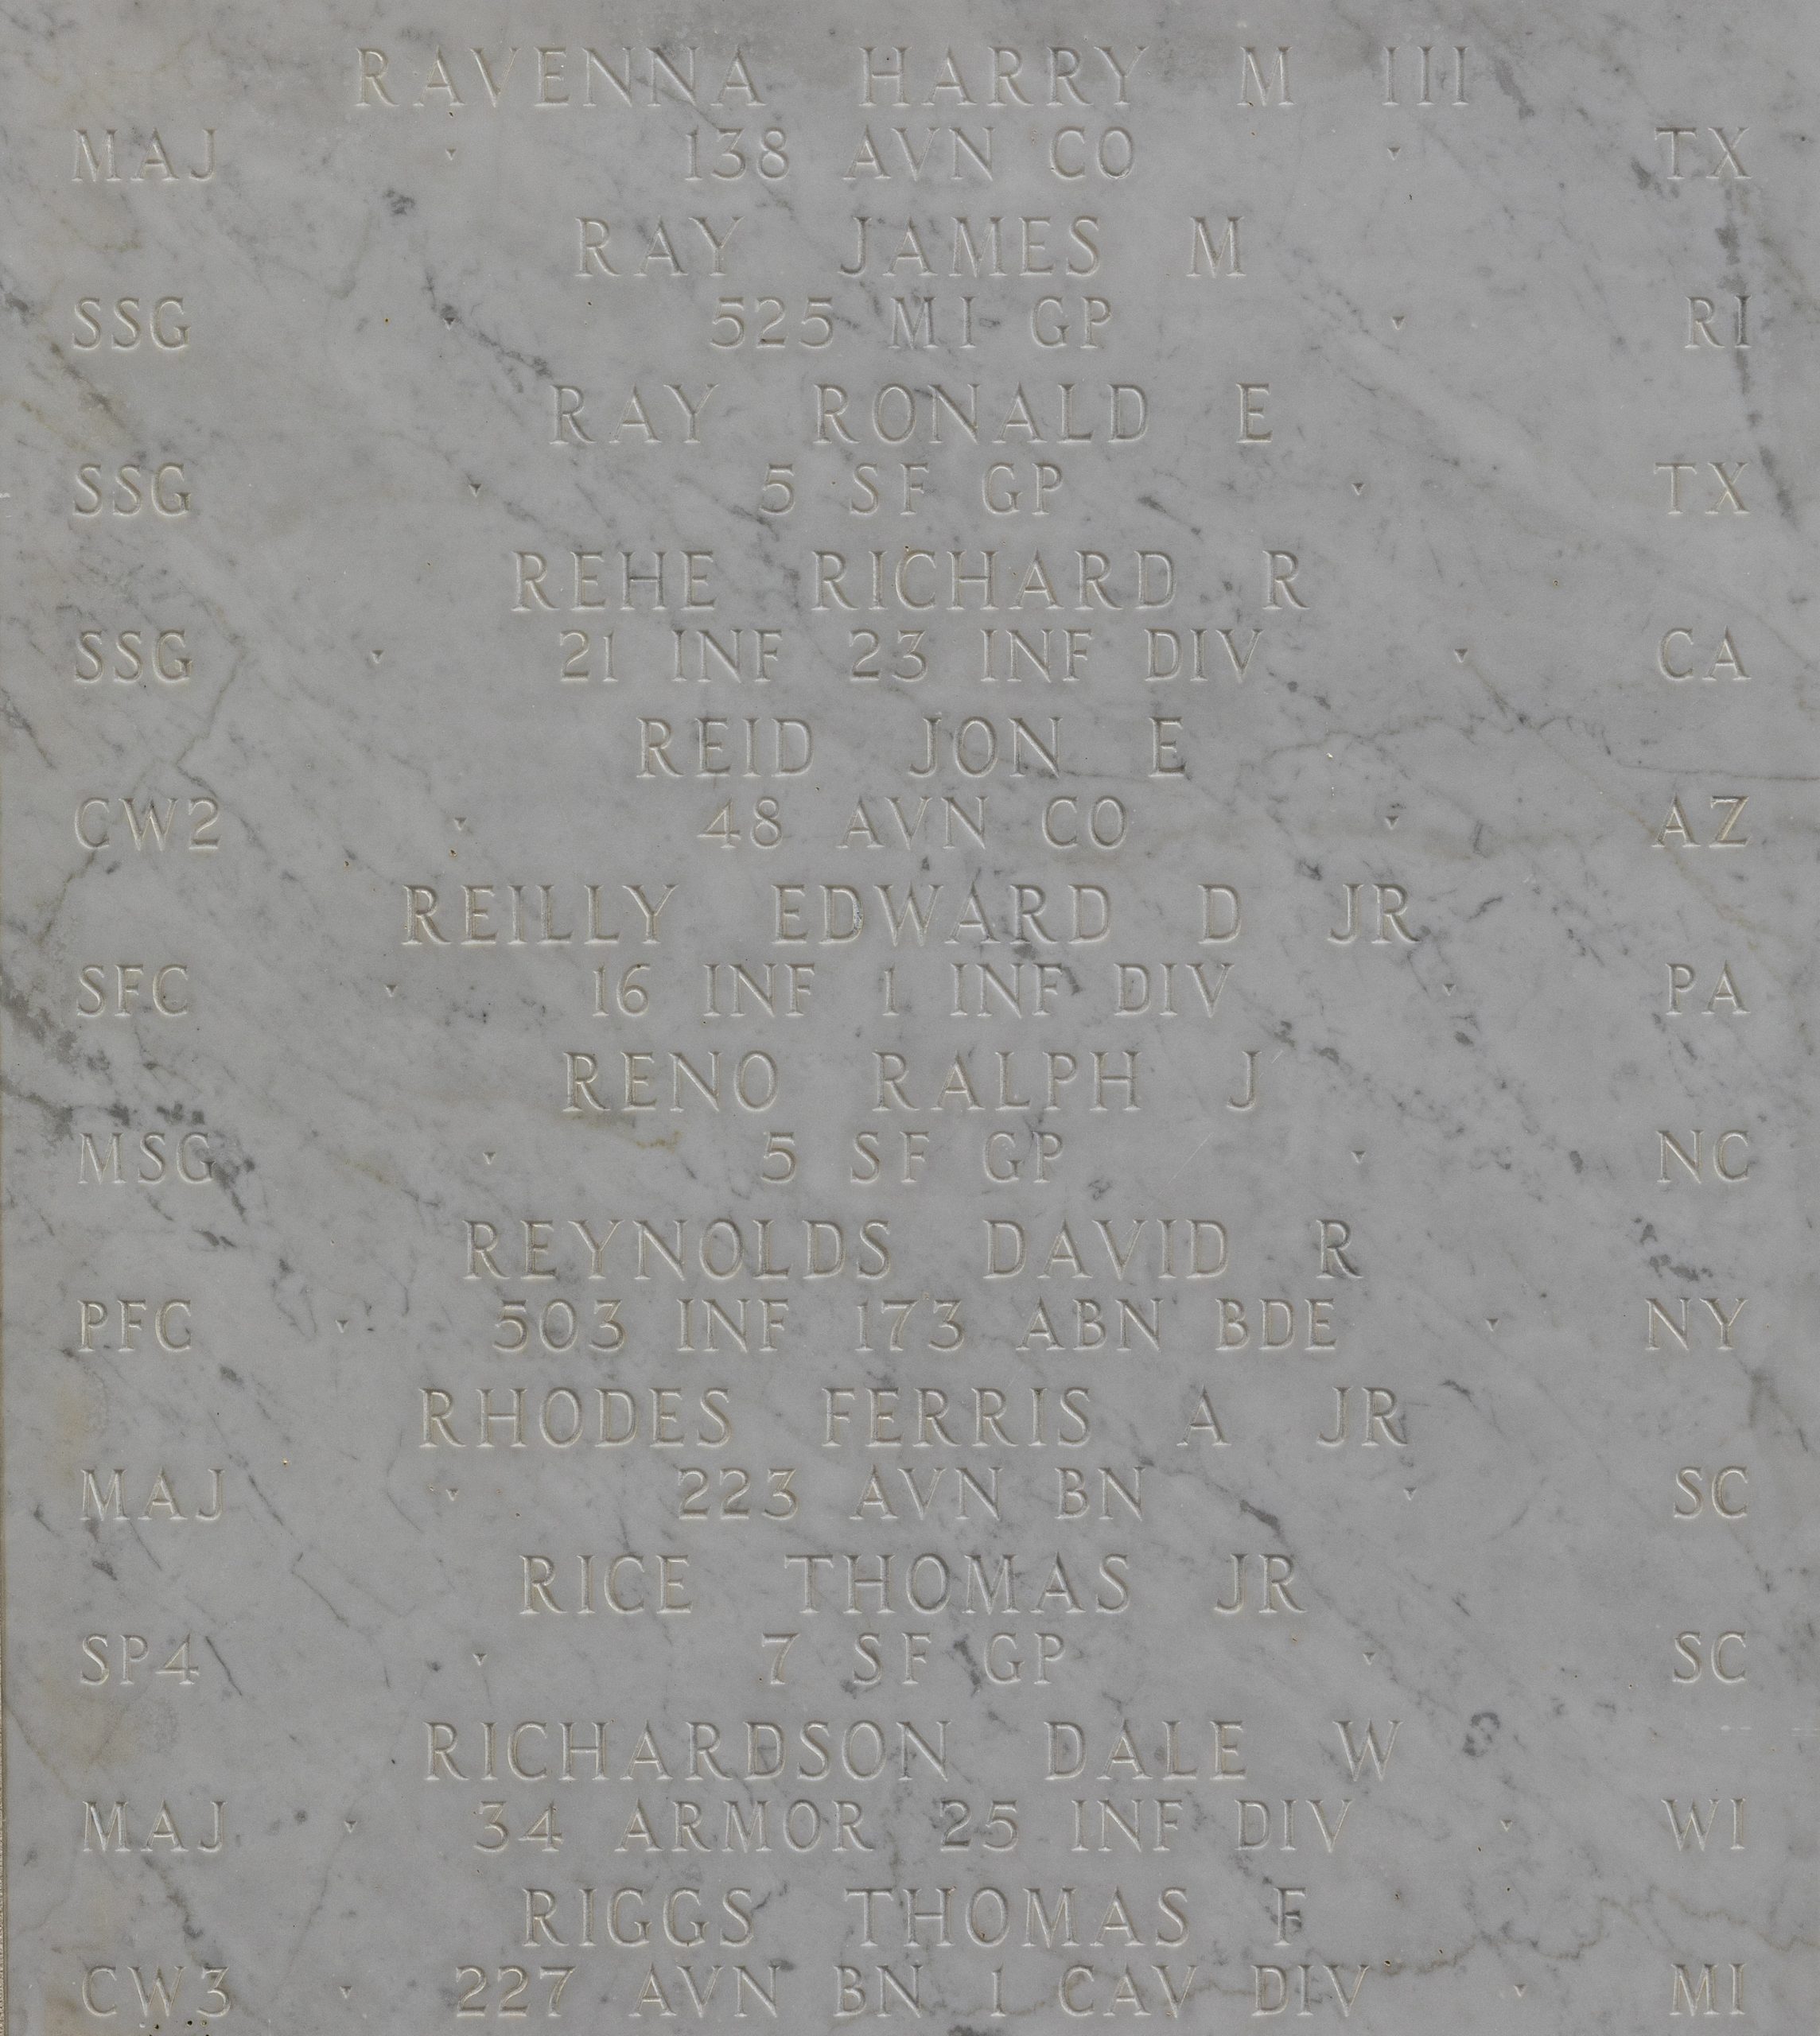 RAVENNA HARRY M III
MAJ · 138 AVN CO · TX
RAY JAMES M
SSG · 525 MI GP · RI
RAY RONALD E
SSG · 5 SF GP · TX
REHE RICHARD R
SSG · 21 INF 23 INF DIV · CA
REID JON E
CW2 · 48 AVN CO · AZ
REILLY EDWARD D JR
SFC · 16 INF 1 INF DIV · PA
RENO RALPH J
MSG · 5 SF GP · NC
REYNOLDS DAVID R
PFC · 503 INF 173 ABN BDE · NY
RHODES FERRIS A JR
MAJ · 223 AVN BN · SC
RICE THOMAS JR
SP4 · 7 SF GP · SC
RICHARDSON DALE W
MAJ · 34 ARMOR 25 INF DIV · WI
RIGGS THOMAS F
CW3 · 227 AVN BN 1 CAV DIV · MI